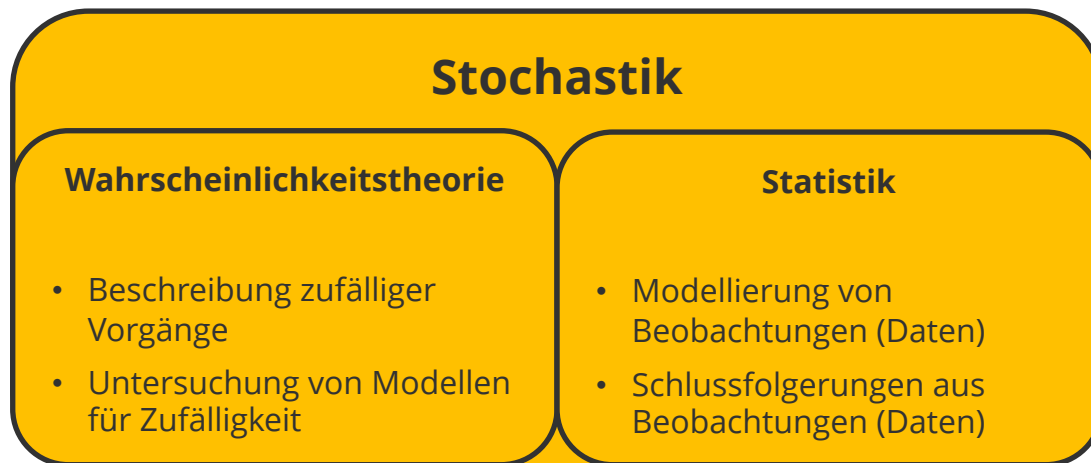 Stochastik
Wahrscheinlichkeitstheorie
• Beschreibung zufälliger
Vorgänge
• Untersuchung von Modellen
für Zufälligkeit
Statistik
• Modellierung von
Beobachtungen (Daten)
• Schlussfolgerungen aus
Beobachtungen (Daten)